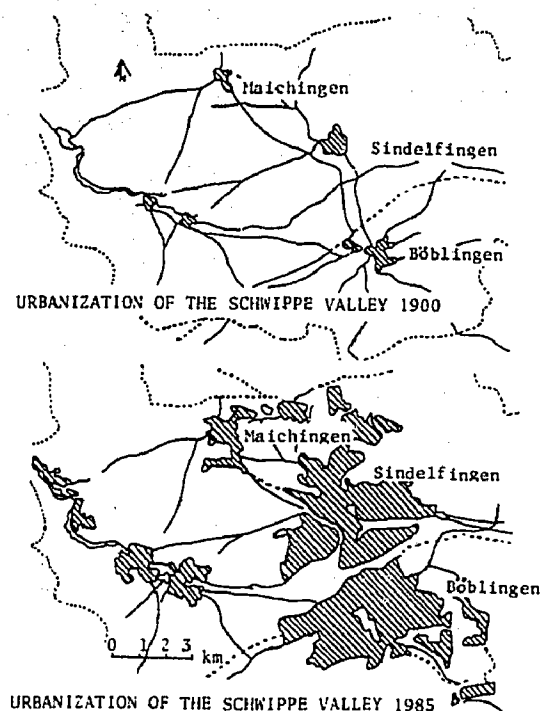 Maichingen
Sindelfingen
Böblingen
URBANIZATION OF THE SCHWIPPE VALLEY 1900
Maichingen
Sindelfingen
Böblingen
0 1 2 3
km
URBANIZATION OF THE SCHWIPPE VALLEY 1985